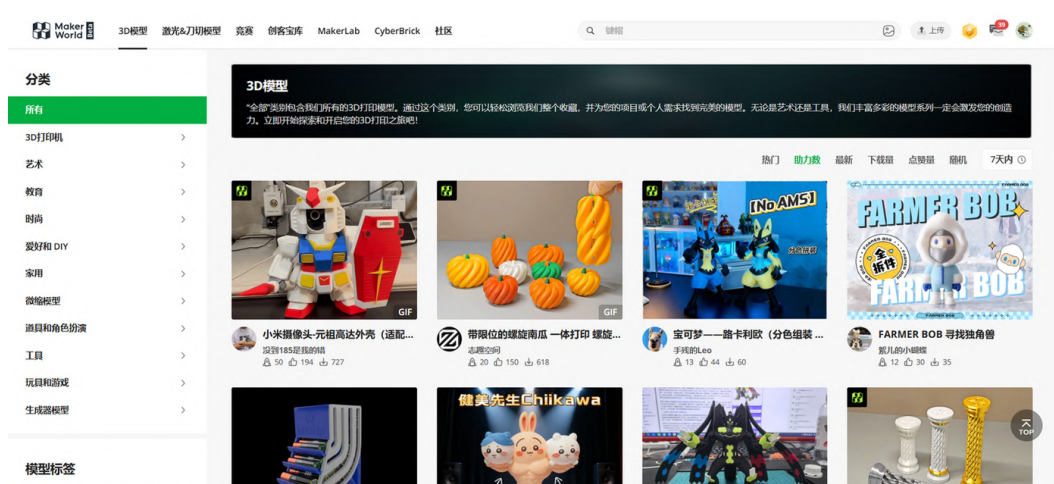 Maker
World
Beta
3D模型
激光&刀切模型
竞赛
创客宝库
MakerLab
CyberBrick
社区
键帽
上传
39
分类
所有
3D打印机
艺术
教育
时尚
爱好和 DIY
家用
微缩模型
道具和角色扮演
工具
玩具和游戏
生成器模型
模型标签
3D模型
"全部"类别包含我们所有的3D打印模型。通过这个类别，您可以轻松浏览我们整个收藏，并为您的项目或个人需求找到完美的模型。无论是艺术还是工具，我们丰富多彩的模型系列一定会激发您的创造
力。立即开始探索和开启您的3D打印之旅吧！
热门
助力数
最新
下载量
点赞量
随机
7天内
GIF
小米摄像头-元祖高达外壳（适配...
没到185是我的错
50 194 727
GIF
带限位的螺旋南瓜 一体打印 螺旋...
志趣空间
20 150 618
【No AMS】
分色拼装
宝可梦——路卡利欧（分色组装 ...
手残的Leo
13 44 60
FARMER BOB
FARMER BOB
全
拆件
FARMER BOB
FARMER BOB 寻找独角兽
絮儿的小蝴蝶
12 30 35
健美先生Chiikawa
TOP